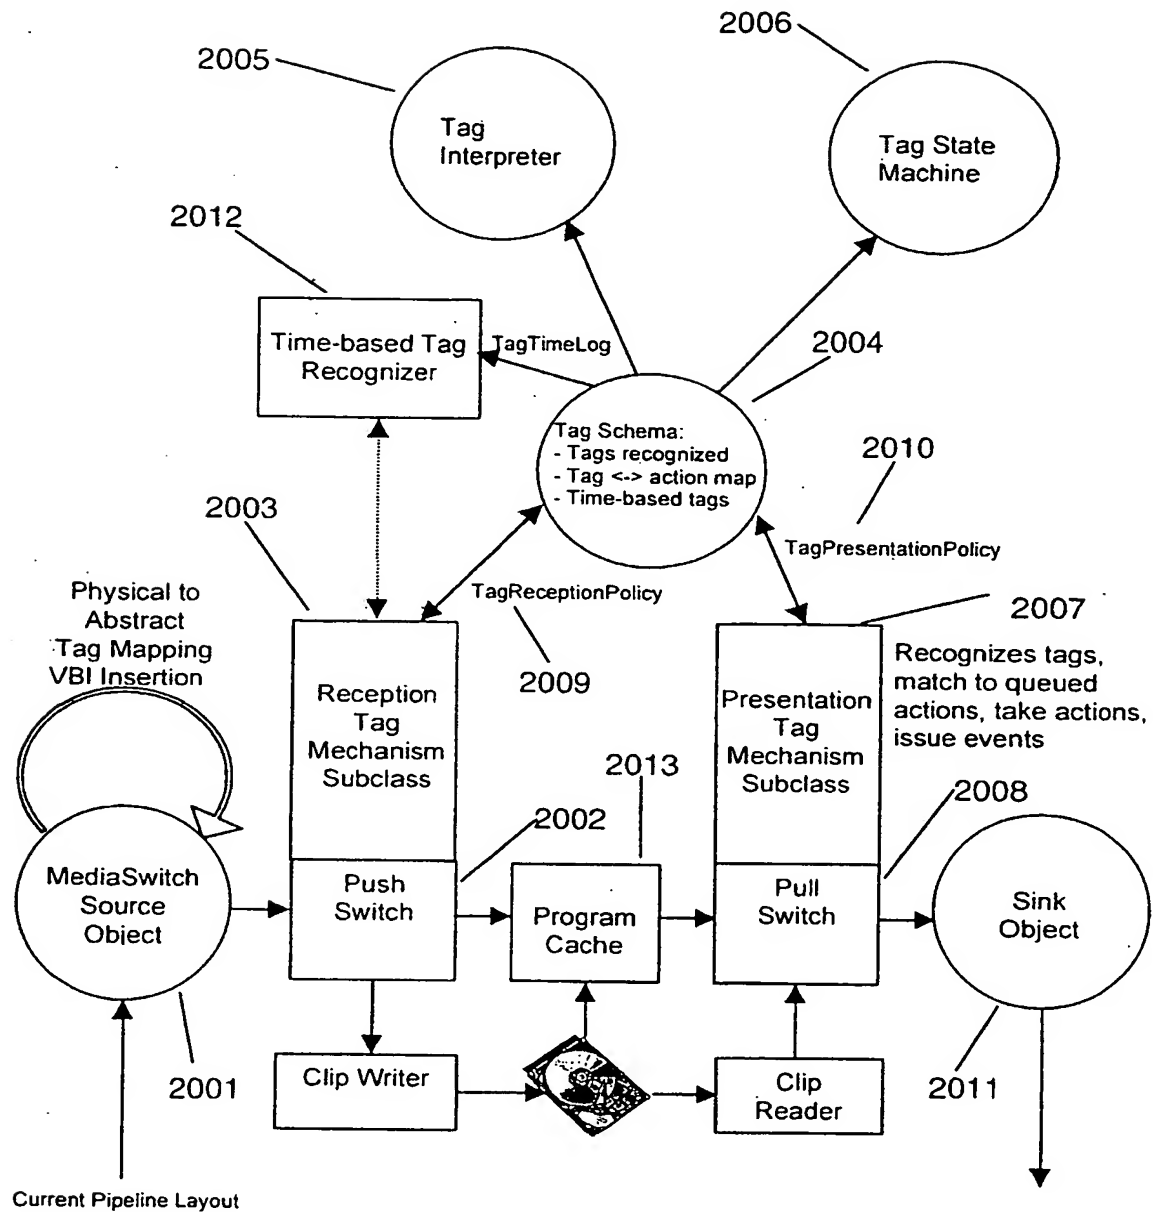 2006
2005
Tag
Interpreter
Tag State
Machine
2012
Time-based Tag
Recognizer
TagTimeLog
2004
Tag Schema:
- Tags recognized
- Tag <-> action map
- Time-based tags
2010
2003
TagPresentationPolicy
TagReceptionPolicy
Physical to
Abstract
Tag Mapping
VBI Insertion
2009
2007
Recognizes tags,
match to queued
actions, take actions,
issue events
Reception
Tag
Mechanism
Subclass
Presentation
Tag
Mechanism
Subclass
2013
2002
2008
MediaSwitch
Source
Object
Push
Switch
Program
Cache
Pull
Switch
Sink
Object
2001
Clip Writer
Clip
Reader
2011
Current Pipeline Layout